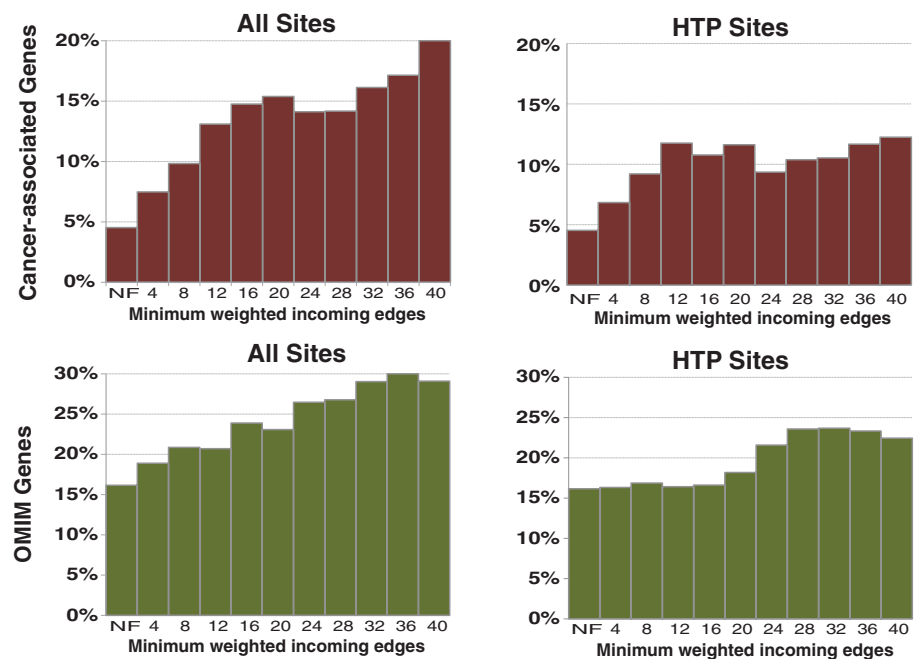 All Sites
Cancer-associated Genes
20%
15%
10%
5%
0%
NF 4 8 12 16 20 24 28 32 36 40
Minimum weighted incoming edges
HTP Sites
20%
15%
10%
5%
0%
NF 4 8 12 16 20 24 28 32 36 40
Minimum weighted incoming edges
All Sites
OMIM Genes
30%
25%
20%
15%
10%
5%
0%
NF 4 8 12 16 20 24 28 32 36 40
Minimum weighted incoming edges
HTP Sites
30%
25%
20%
15%
10%
5%
0%
NF 4 8 12 16 20 24 28 32 36 40
Minimum weighted incoming edges